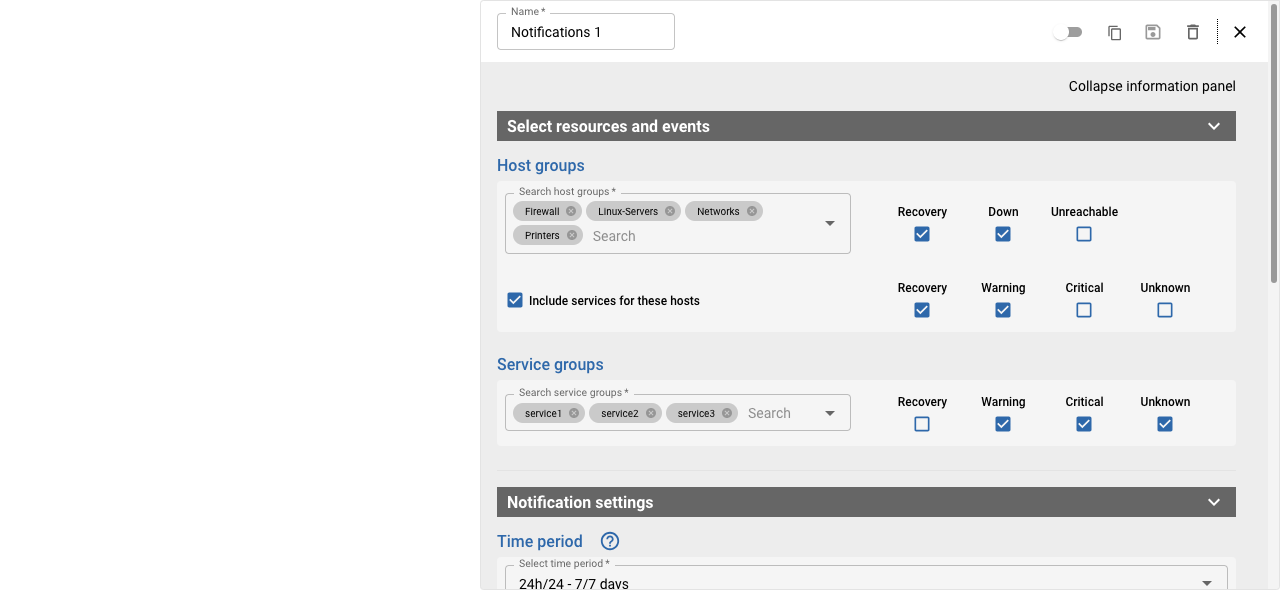 Name *
Notifications 1
Collapse information panel
Select resources and events
Host groups
Search host groups *
Firewall Linux-Servers Networks
Printers Search
Recovery Down Unreachable
Include services for these hosts
Recovery Warning Critical Unknown
Service groups
Search service groups *
service1 service2 service3 Search
Recovery Warning Critical Unknown
Notification settings
Time period ?
Select time period *
24h/24 - 7/7 days